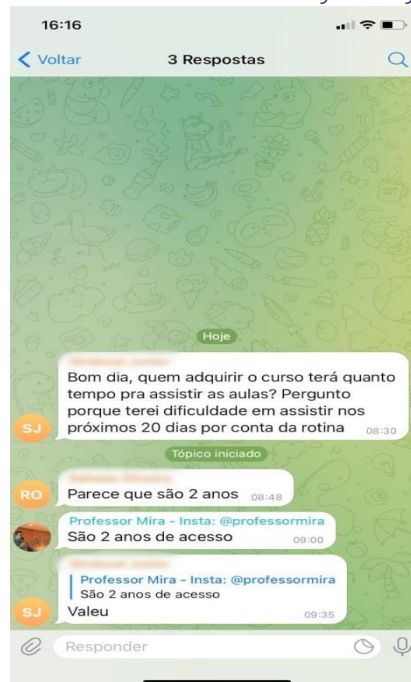 16:16
Voltar
3 Respostas
Hoje
Bom dia, quem adquirir o curso terá quanto
tempo pra assistir as aulas? Pergunto
porque terei dificuldade em assistir nos
próximos 20 dias por conta da rotina 08:30
SJ
Tópico iniciado
RO
Parece que são 2 anos 08:48
Professor Mira - Insta: @professormira
São 2 anos de acesso 09:00
Professor Mira - Insta: @professormira
São 2 anos de acesso
SJ
Valeu 09:35
Responder